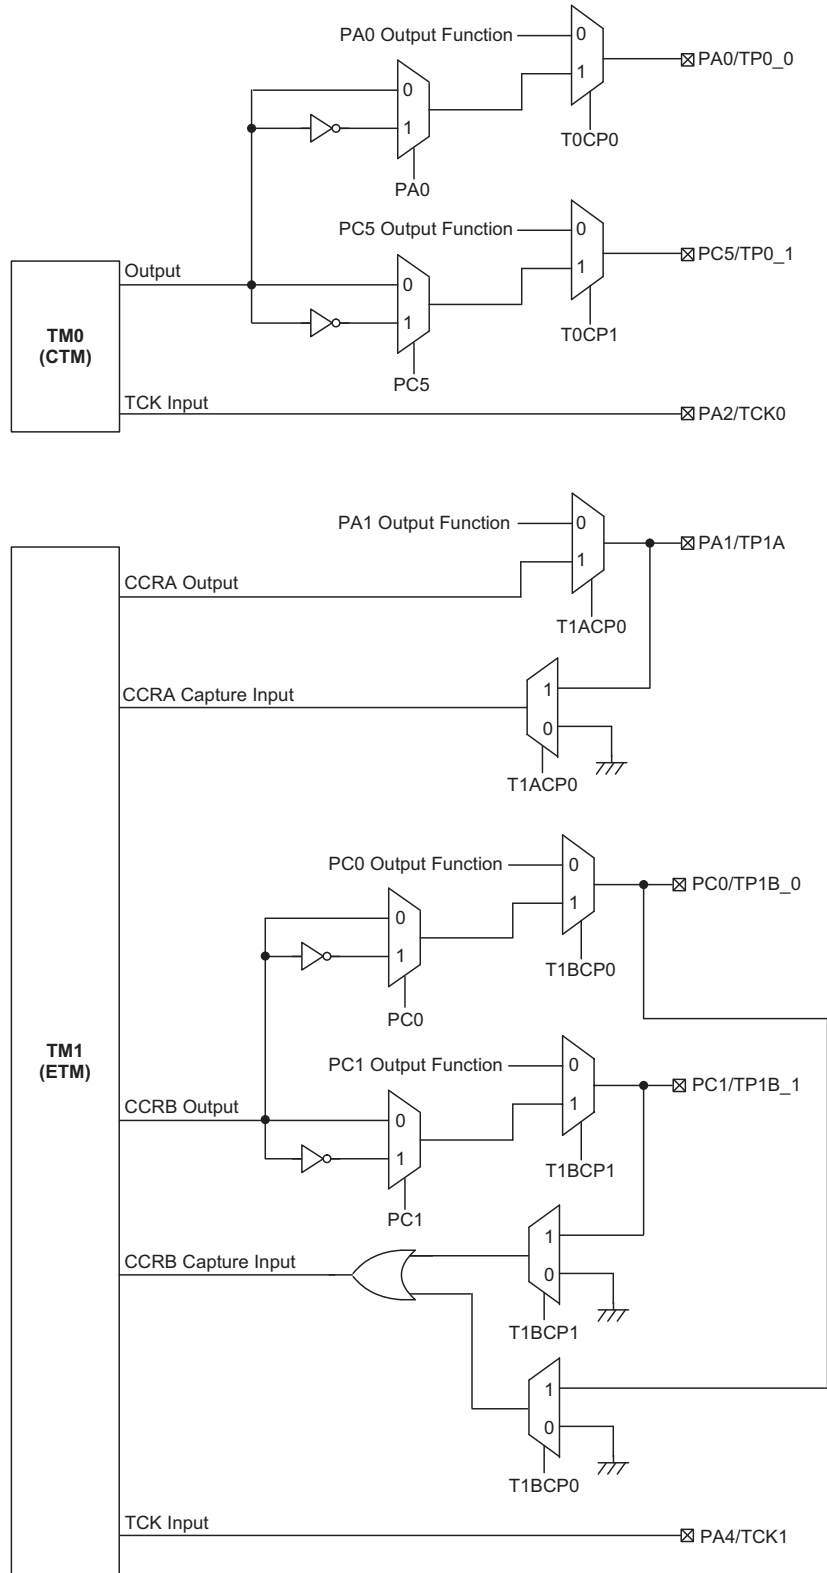 PA0 Output Function
0
1
PA0/TP0_0
T0CP0
0
1
PA0
PC5 Output Function
0
1
PC5/TP0_1
T0CP1
Output
0
1
PC5
TM0
(CTM)
TCK Input
PA2/TCK0
PA1 Output Function
0
1
PA1/TP1A
T1ACP0
CCRA Output
CCRA Capture Input
1
0
T1ACP0
PC0 Output Function
0
1
PC0/TP1B_0
T1BCP0
0
1
PC0
TM1
(ETM)
PC1 Output Function
0
1
PC1/TP1B_1
T1BCP1
CCRB Output
0
1
PC1
CCRB Capture Input
1
0
T1BCP1
1
0
T1BCP0
TCK Input
PA4/TCK1